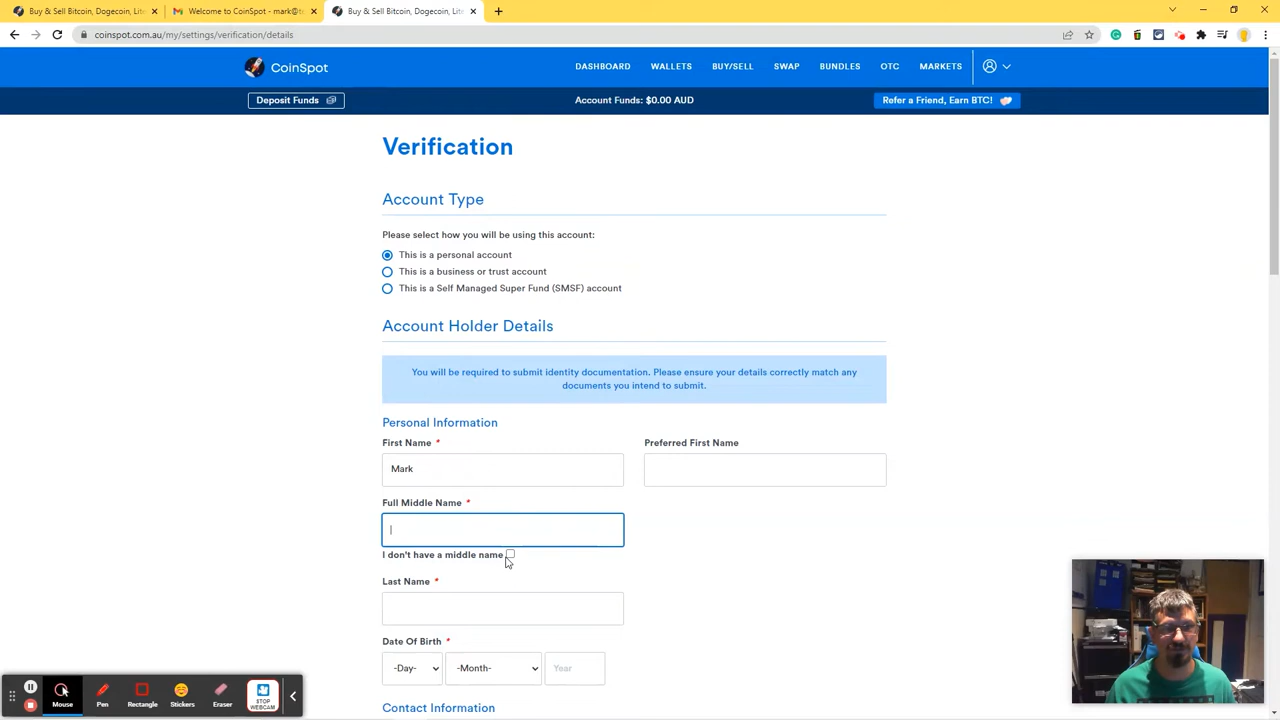 Buy & Sell Bitcoin, Dogecoin, Lite
Welcome to CoinSpot - mark@ta
Buy & Sell Bitcoin, Dogecoin, Lite
coinspot.com.au/my/settings/verification/details
CoinSpot
DASHBOARD
WALLETS
BUY/SELL
SWAP
BUNDLES
OTC
MARKETS
Deposit Funds
Account Funds: $0.00 AUD
Refer a Friend, Earn BTC!
Verification
Account Type
Please select how you will be using this account:
This is a personal account
This is a business or trust account
This is a Self Managed Super Fund (SMSF) account
Account Holder Details
You will be required to submit identity documentation. Please ensure your details correctly match any
documents you intend to submit.
Personal Information
First Name *
Preferred First Name
Mark
Full Middle Name *
I don't have a middle name
Last Name *
Date Of Birth *
-Day-
-Month-
Year
Contact Information
Mouse
Pen
Rectangle
Stickers
Eraser
STOP
WEBCAM